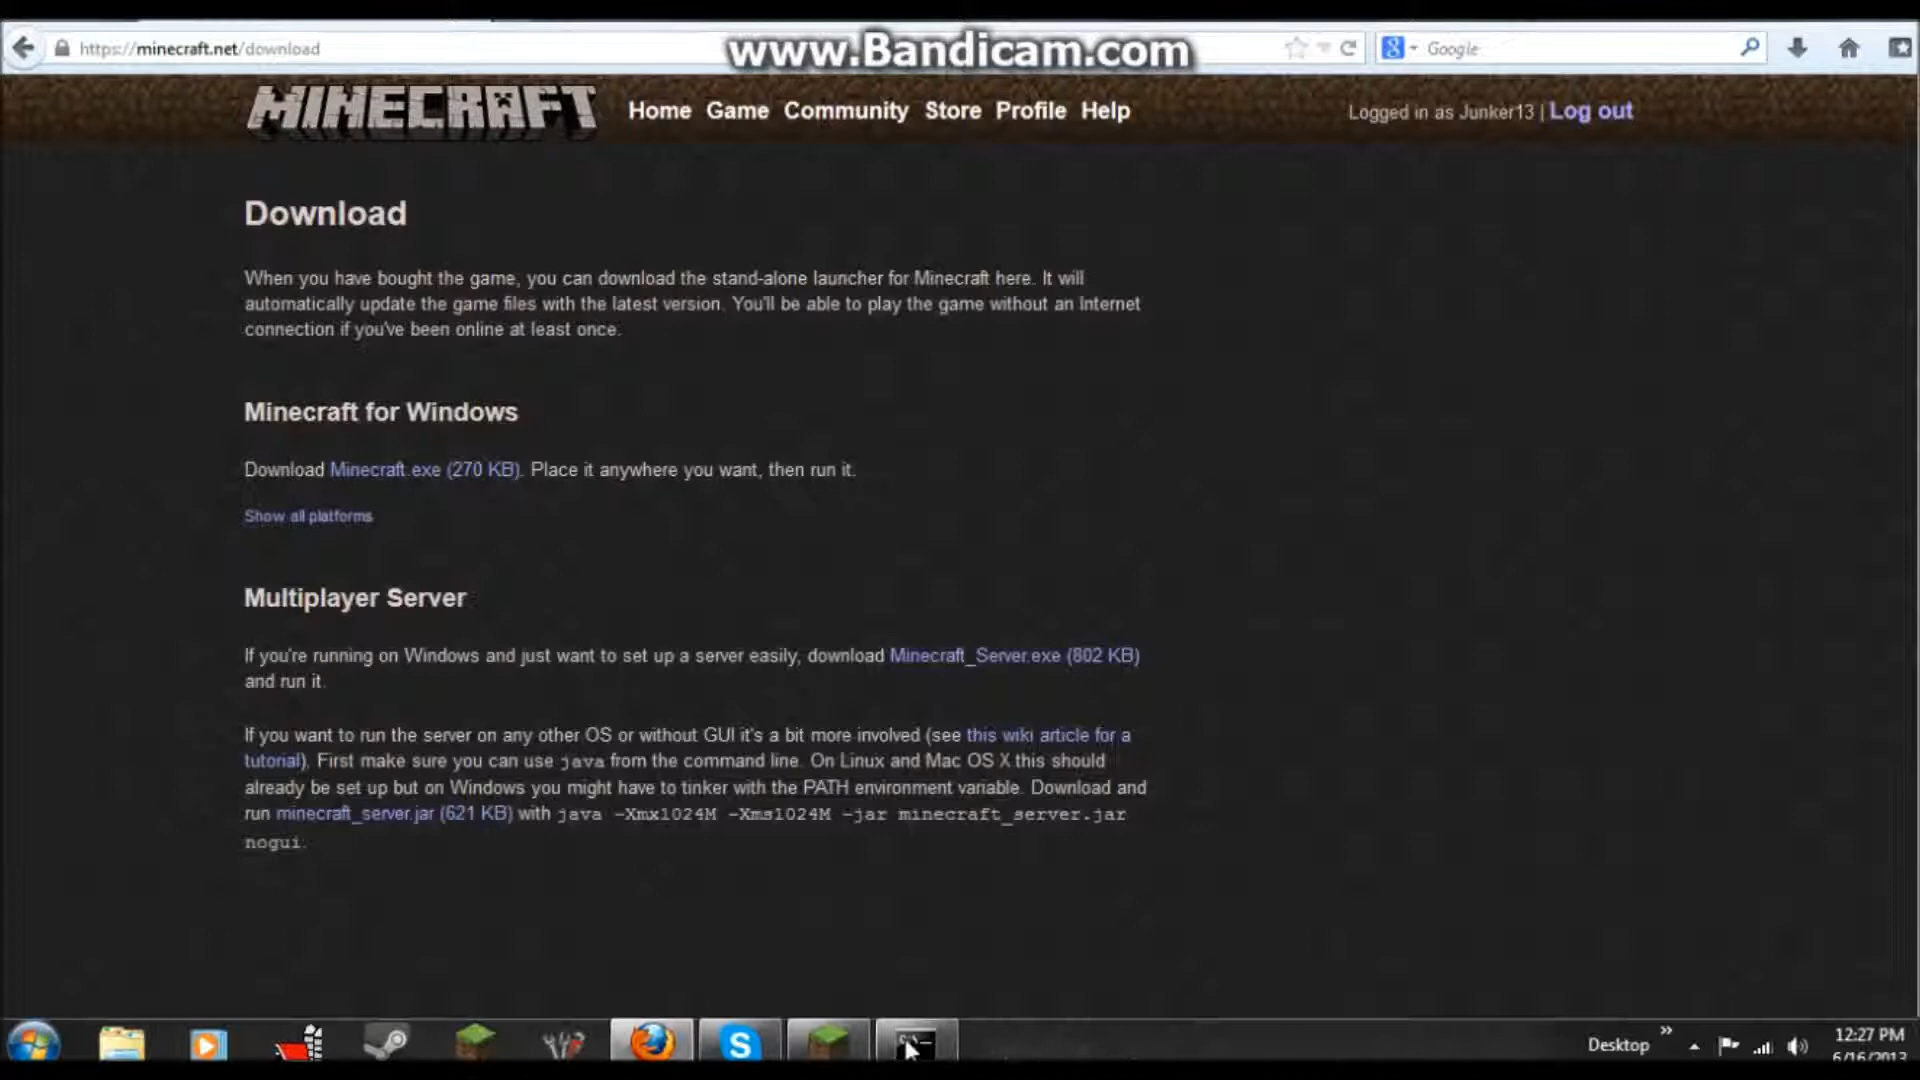 https://minecraft.net/download
www.Bandicam.com
Google
MINECRAFT
Home Game Community Store Profile Help
Logged in as Junker13 | Log out
Download
When you have bought the game, you can download the stand-alone launcher for Minecraft here. It will
automatically update the game files with the latest version. You'll be able to play the game without an Internet
connection if you've been online at least once.
Minecraft for Windows
Download Minecraft.exe (270 KB). Place it anywhere you want, then run it.
Show all platforms
Multiplayer Server
If you're running on Windows and just want to set up a server easily, download Minecraft_Server.exe (802 KB)
and run it.
If you want to run the server on any other OS or without GUI it's a bit more involved (see this wiki article for a
tutorial). First make sure you can use java from the command line. On Linux and Mac OS X this should
already be set up but on Windows you might have to tinker with the PATH environment variable. Download and
run minecraft_server.jar (621 KB) with java -Xmx1024M -Xms1024M -jar minecraft_server.jar
nogui.
Desktop
12:27 PM
6/16/2013